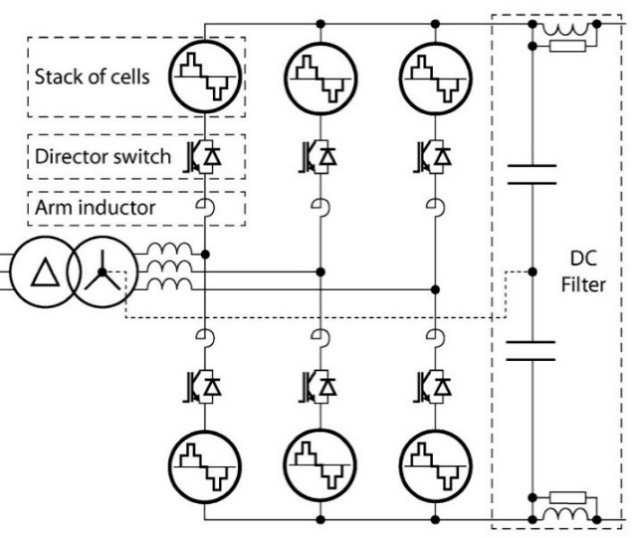 Stack of cells
Director switch
Arm inductor
DC
Filter